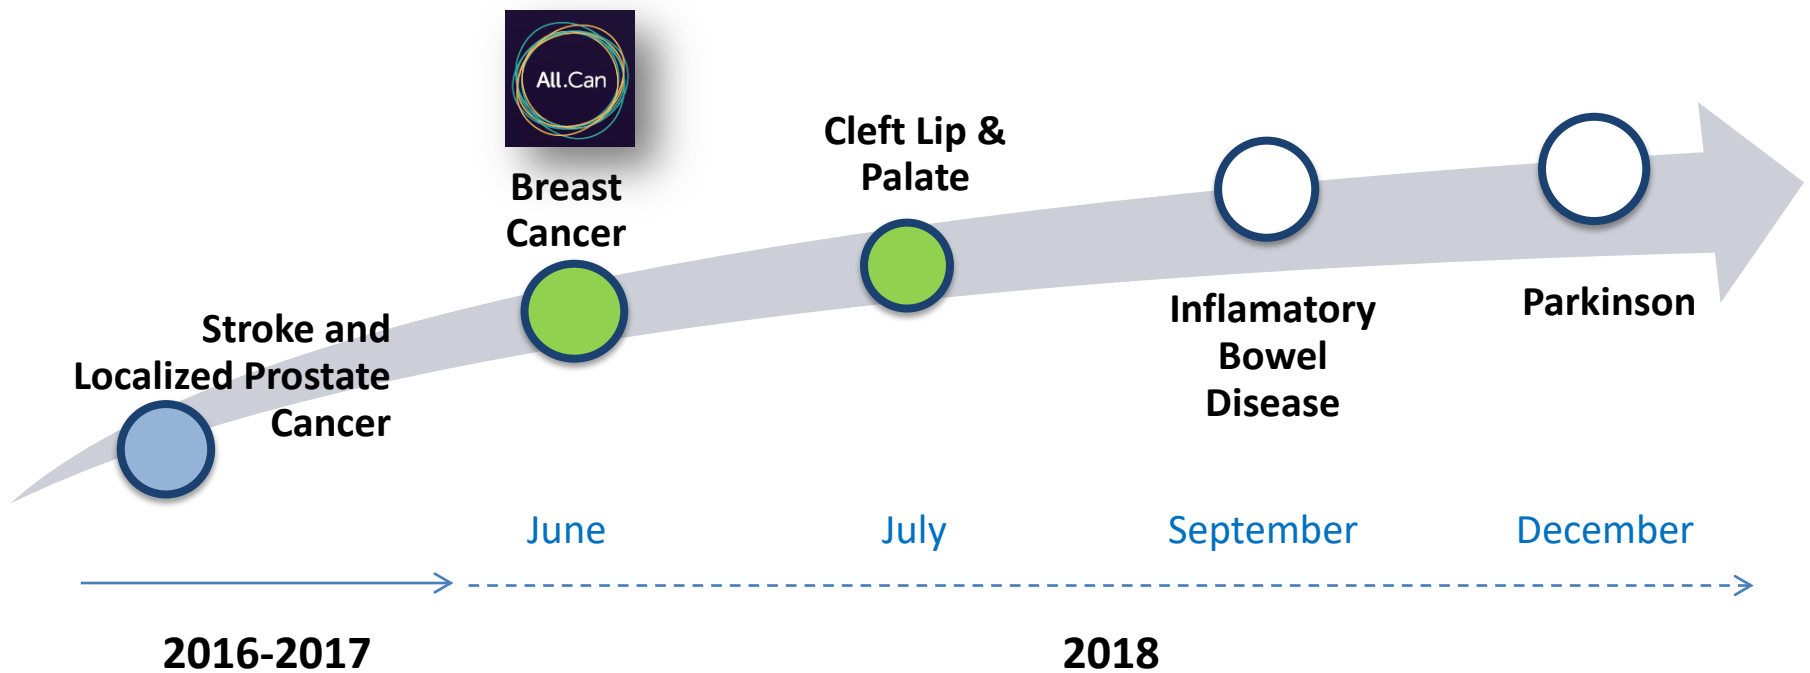 All.Can
Breast
Cancer
Cleft Lip &
Palate
Stroke and
Localized Prostate
Cancer
Inflamatory
Bowel
Disease
Parkinson
June
July
September
December
2016-2017
2018